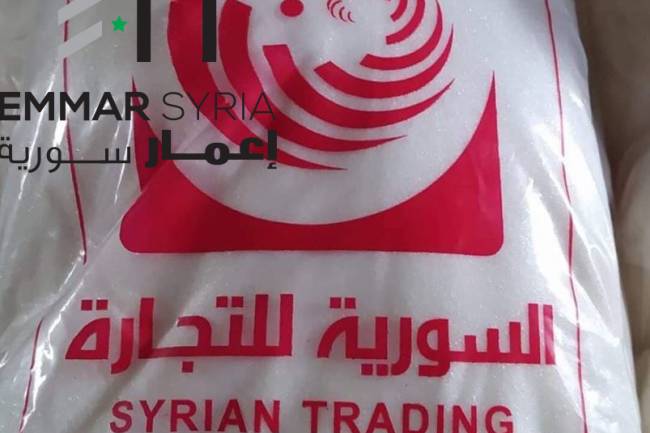 EMMAR SYRIA
إعمار سورية
السورية للتجارة
SYRIAN TRADING